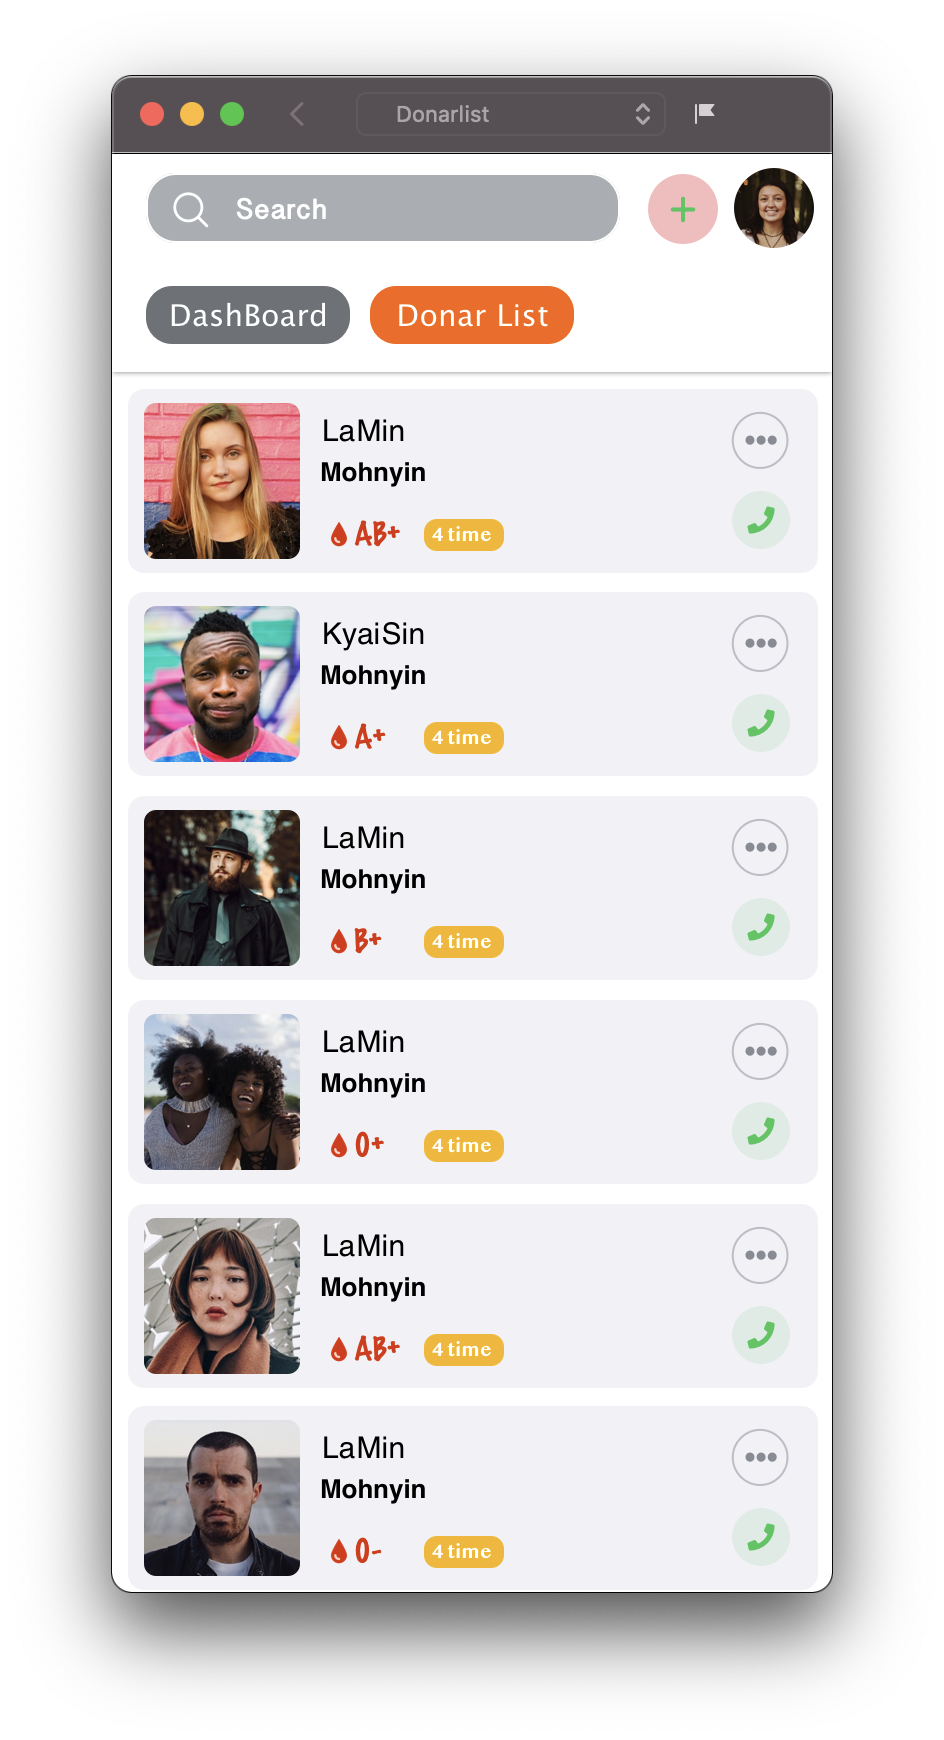 Donarlist
Search
DashBoard
Donar List
LaMin
Mohnyin
AB+ 4 time
KyaiSin
Mohnyin
A+ 4 time
LaMin
Mohnyin
B+ 4 time
LaMin
Mohnyin
O+ 4 time
LaMin
Mohnyin
AB+ 4 time
LaMin
Mohnyin
O- 4 time